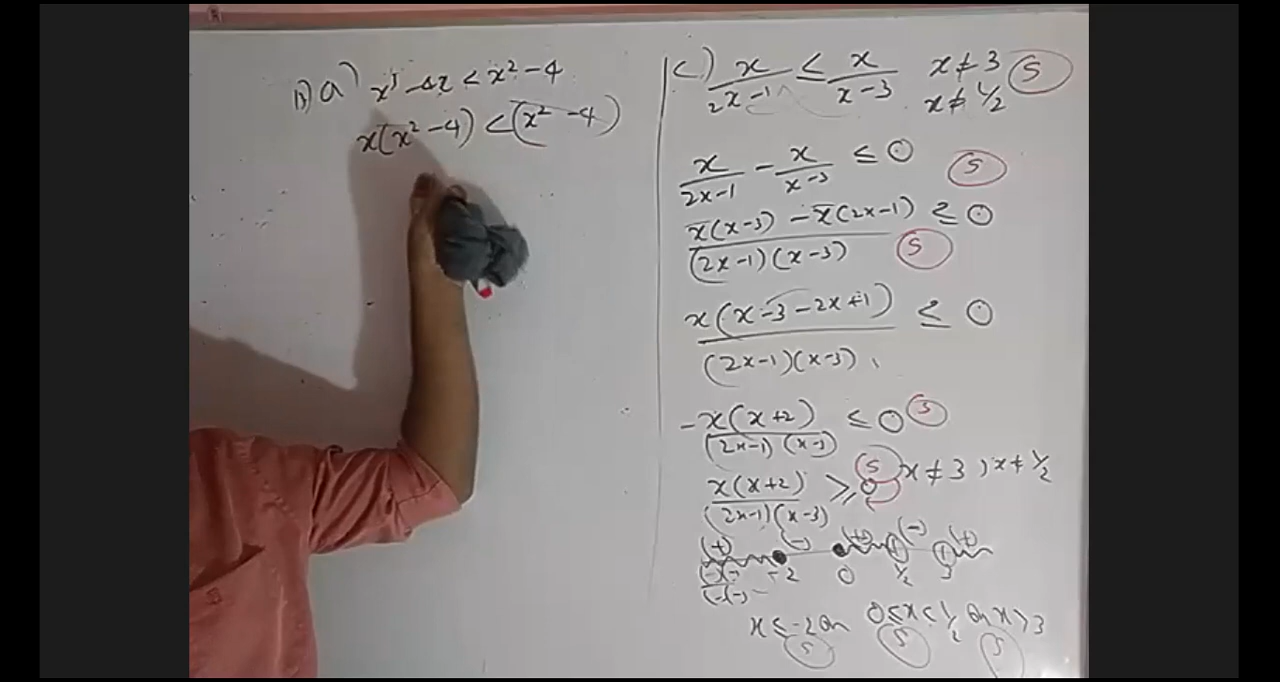 13) a) x³ - 4x < x² - 4
x(x² - 4) < (x² - 4)
c) x/(2x-1) ≤ x/(x-3) x ≠ 3 (5)
x ≠ 1/2
x/(2x-1) - x/(x-3) ≤ 0 (5)
x(x-3) - x(2x-1)/(2x-1)(x-3) ≤ 0 (5)
x(x-3-2x+1)/(2x-1)(x-3) ≤ 0
-x(x+2)/(2x-1)(x-3) ≤ 0 (5)
x(x+2)/(2x-1)(x-3) ≥ 0 (5) x ≠ 3, x ≠ 1/2
(+) (-) (+) (-) (+)
(-)(-) -2 0 1/2 3
(-)(-)
x ≤ -2 or 0 ≤ x < 1/2 or x > 3
(5) (5) (5)